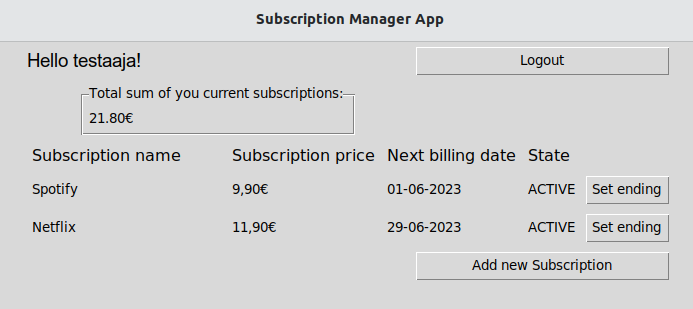 Subscription Manager App
Hello testaaja! Logout
Total sum of you current subscriptions:
21.80€
Subscription name Subscription price Next billing date State
Spotify 9,90€ 01-06-2023 ACTIVE Set ending
Netflix 11,90€ 29-06-2023 ACTIVE Set ending
Add new Subscription